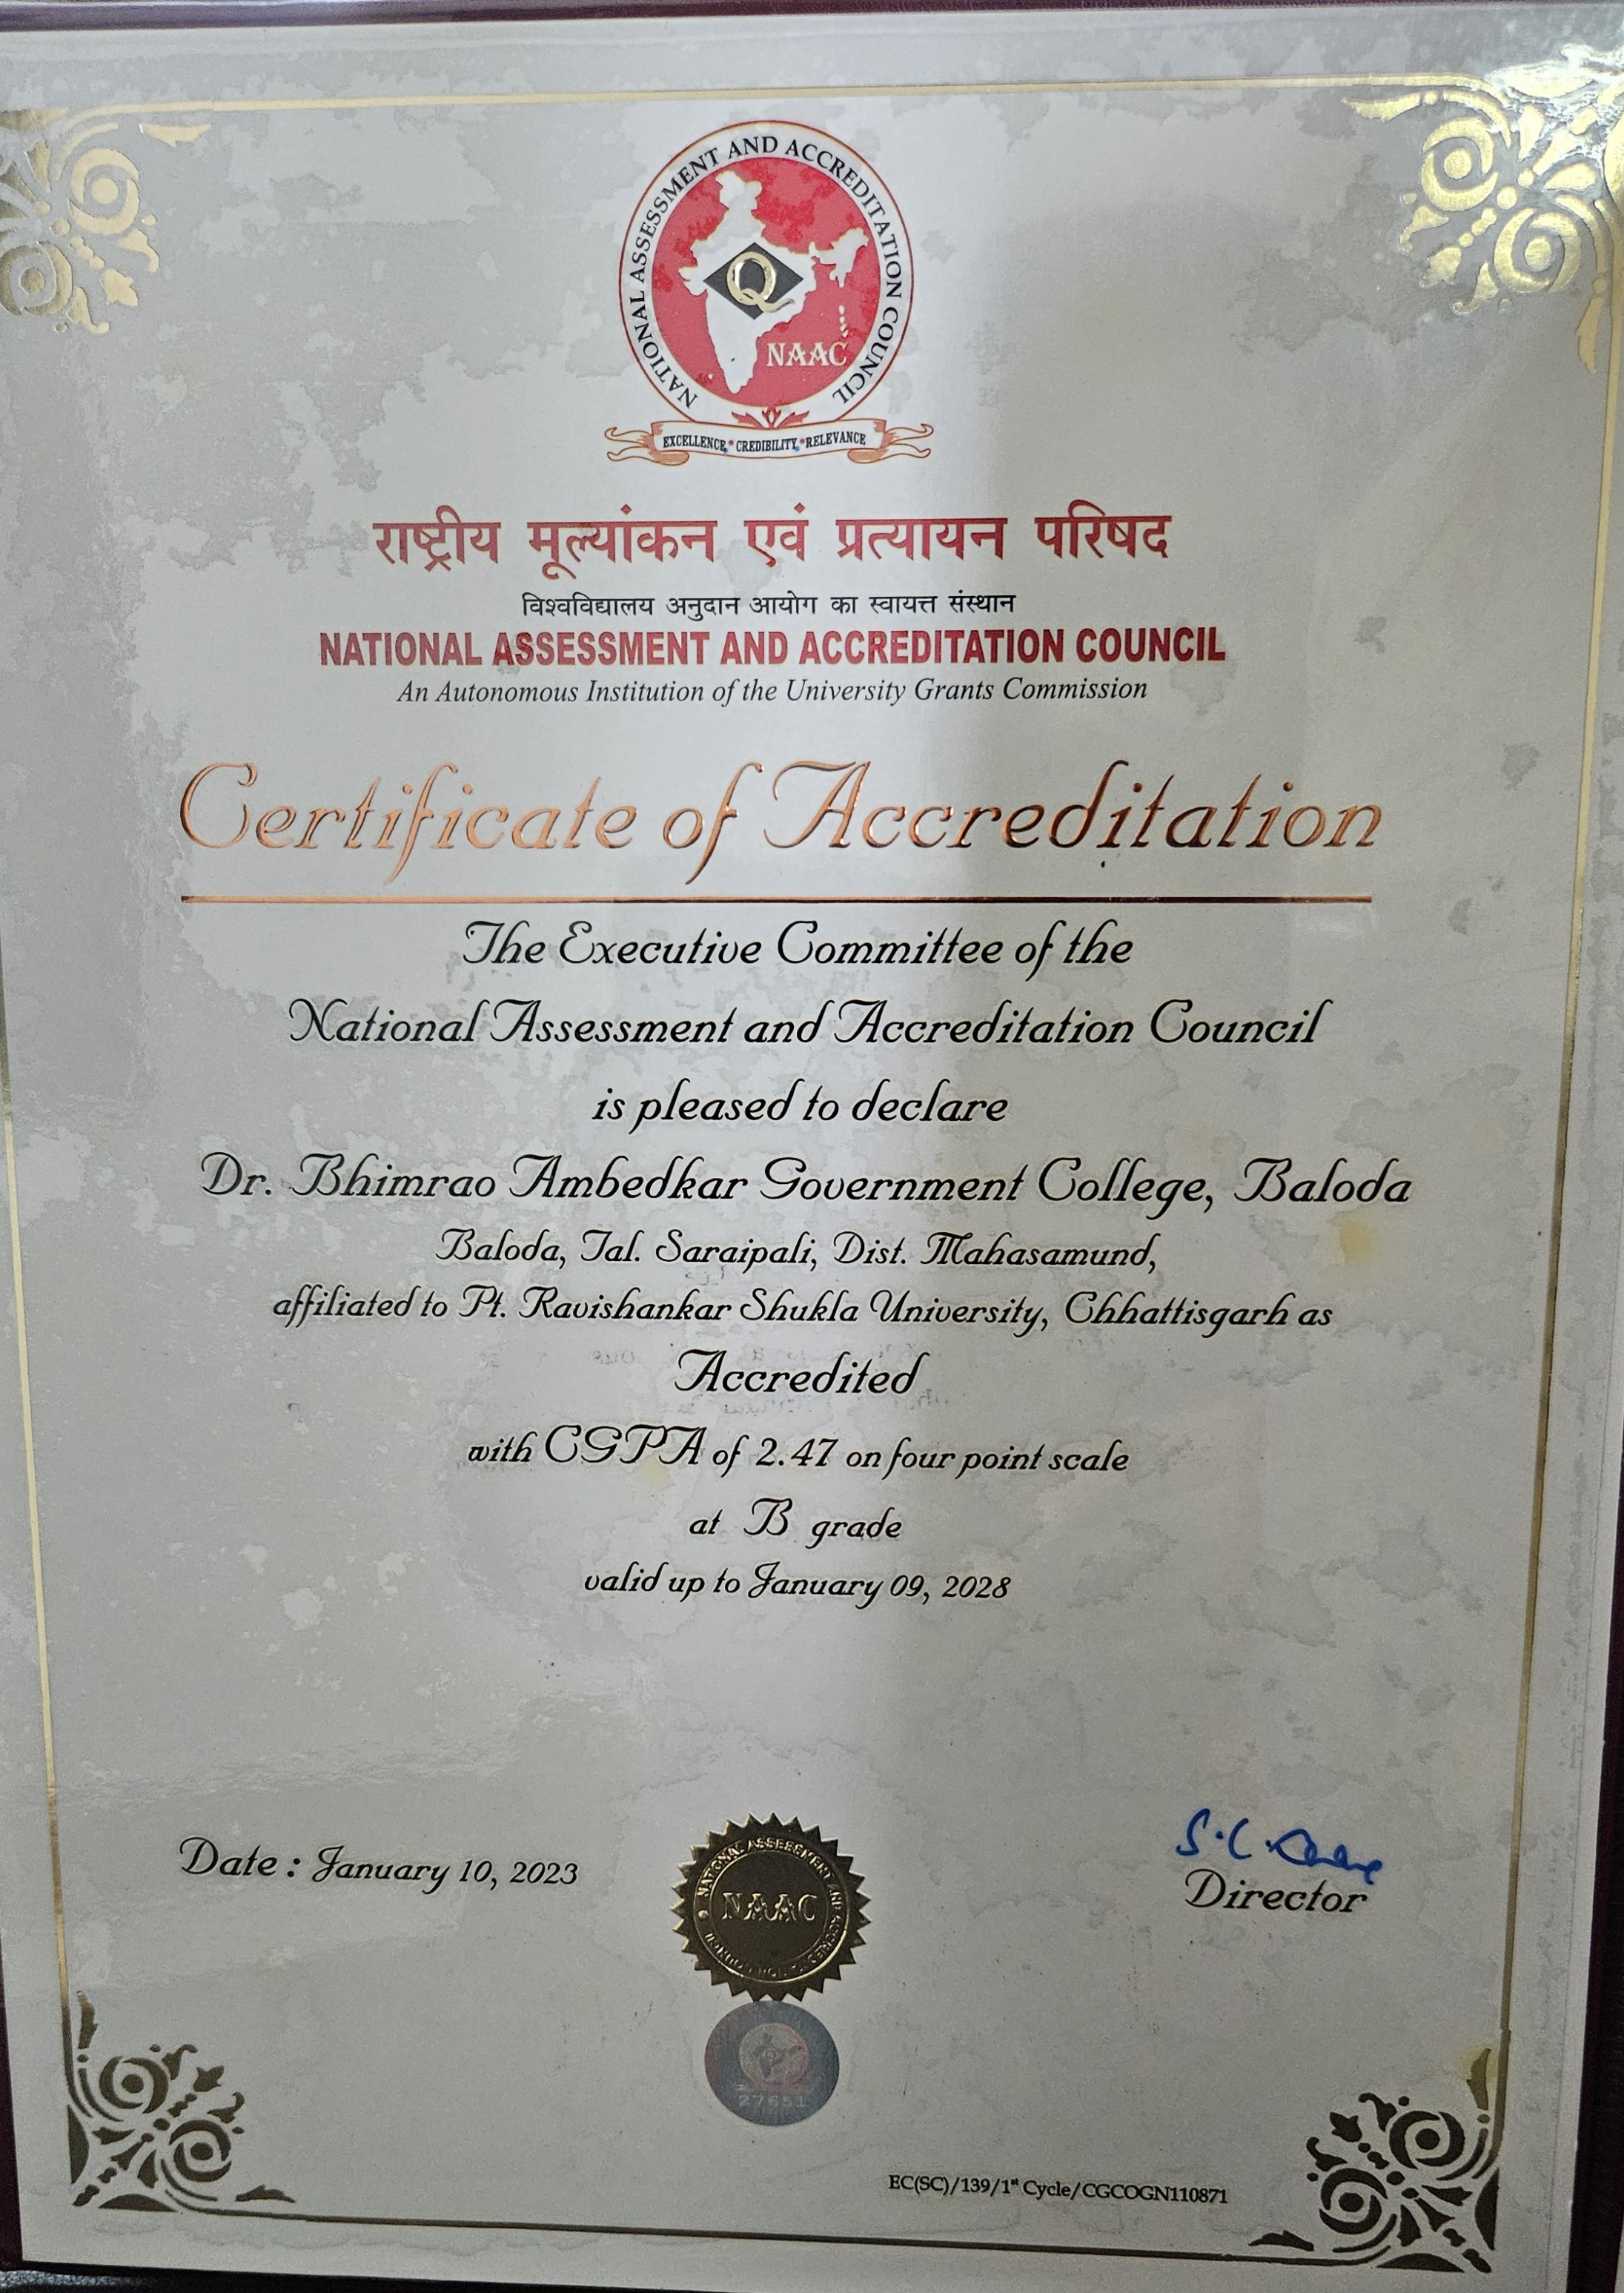 NATIONAL ASSESSMENT AND ACCREDITATION COUNCIL
Q
NAAC
EXCELLENCE * CREDIBILITY * RELEVANCE
राष्ट्रीय मूल्यांकन एवं प्रत्यायन परिषद
विश्वविद्यालय अनुदान आयोग का स्वायत्त संस्थान
NATIONAL ASSESSMENT AND ACCREDITATION COUNCIL
An Autonomous Institution of the University Grants Commission
Certificate of Accreditation
The Executive Committee of the
National Assessment and Accreditation Council
is pleased to declare
Dr. Bhimrao Ambedkar Government College, Baloda
Baloda, Tal. Saraipali, Dist. Mahasamund,
affiliated to Pt. Ravishankar Shukla University, Chhattisgarh as
Accredited
with CGPA of 2.47 on four point scale
at B grade
valid up to January 09, 2028
Date : January 10, 2023
NATIONAL ASSESSMENT AND
NAAC
S.C.
Director
27651
EC(SC)/139/1st Cycle/CGCOGN110871